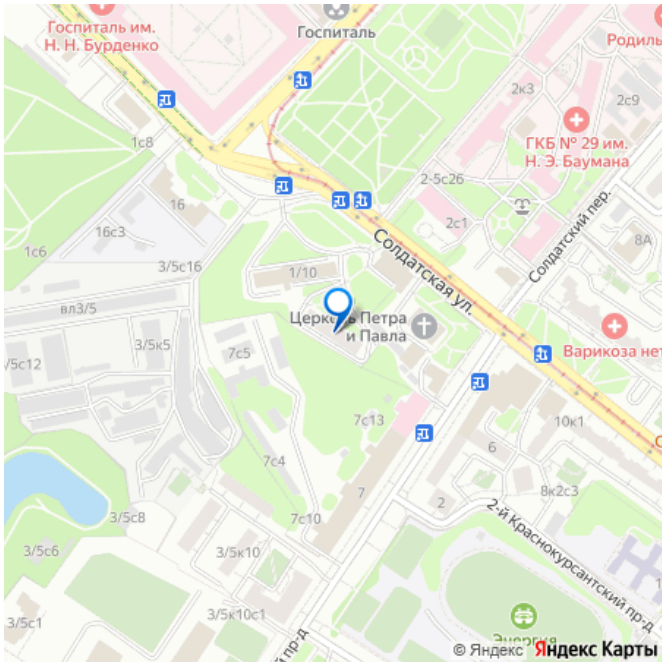 Госпиталь им.
Н. Н. Бурденко
Госпиталь
Родиль
2к3
2с9
ГКБ № 29 им.
Н. Э. Баумана
1с8
2-5с26
16
2с1
16с3
Солдатский пер.
8А
1с6
3/5с16
Солдатская ул.
1/10
вл3/5
Церковь Петра
и Павла
Варикоза нет
3/5к5
7с5
3/5с12
7с13
10к1
6
7с4
8к2с3
7
2
3/5с8
7с10
2-й Краснокурсантский пр-д
3/5с6
3/5к10
3/5к10с1
3/5с1
й пр-д
Энергия
© Яндекс Яндекс Карты